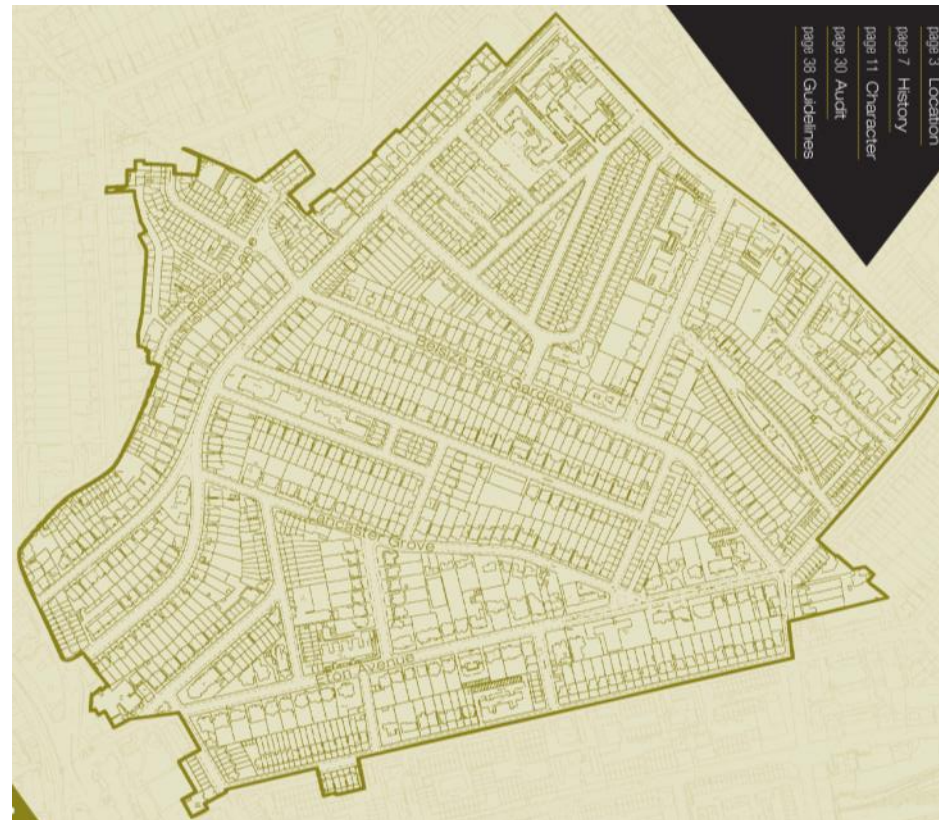 page 3 Location
page 7 History
page 11 Character
page 30 Audit
page 38 Guidelines
Belsize Park Gardens
Lancaster Grove
Eton Avenue